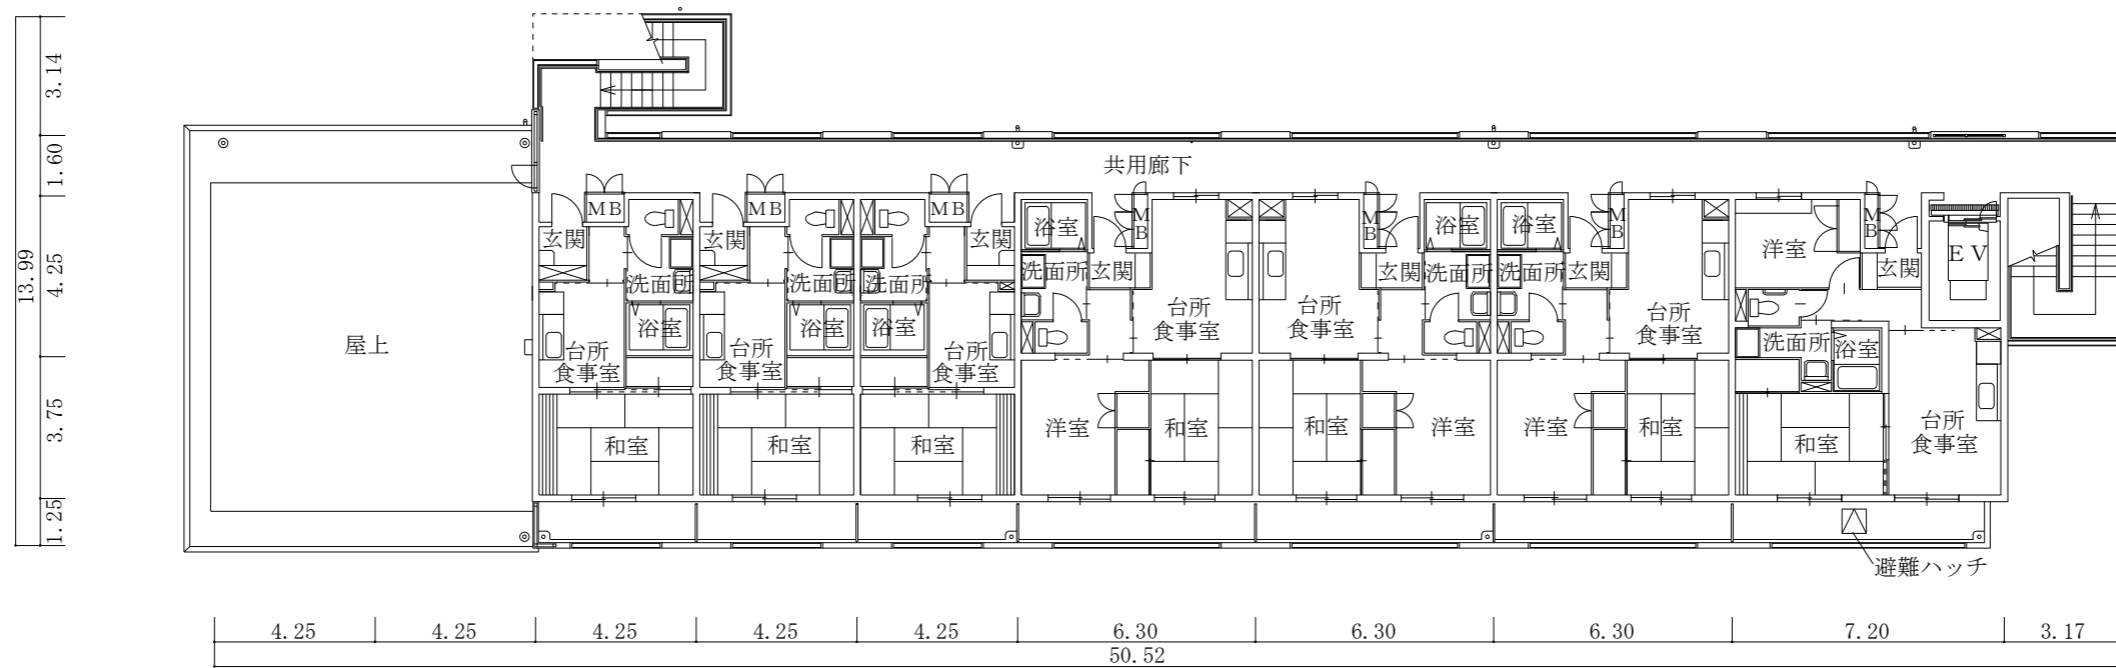 3.14
1.60
13.99
4.25
3.75
1.25
共用廊下
屋上
MB
MB
MB
MB
MB
MB
MB
玄関
玄関
玄関
浴室
浴室
浴室
洋室
EV
洗面所
洗面所
洗面所
洗面所
玄関
玄関
洗面所
洗面所
玄関
玄関
浴室
浴室
浴室
台所
食事室
台所
食事室
台所
食事室
台所
食事室
台所
食事室
台所
食事室
洗面所
浴室
和室
和室
和室
洋室
和室
和室
洋室
洋室
和室
和室
台所
食事室
避難ハッチ
4.25
4.25
4.25
4.25
4.25
6.30
6.30
6.30
7.20
3.17
50.52